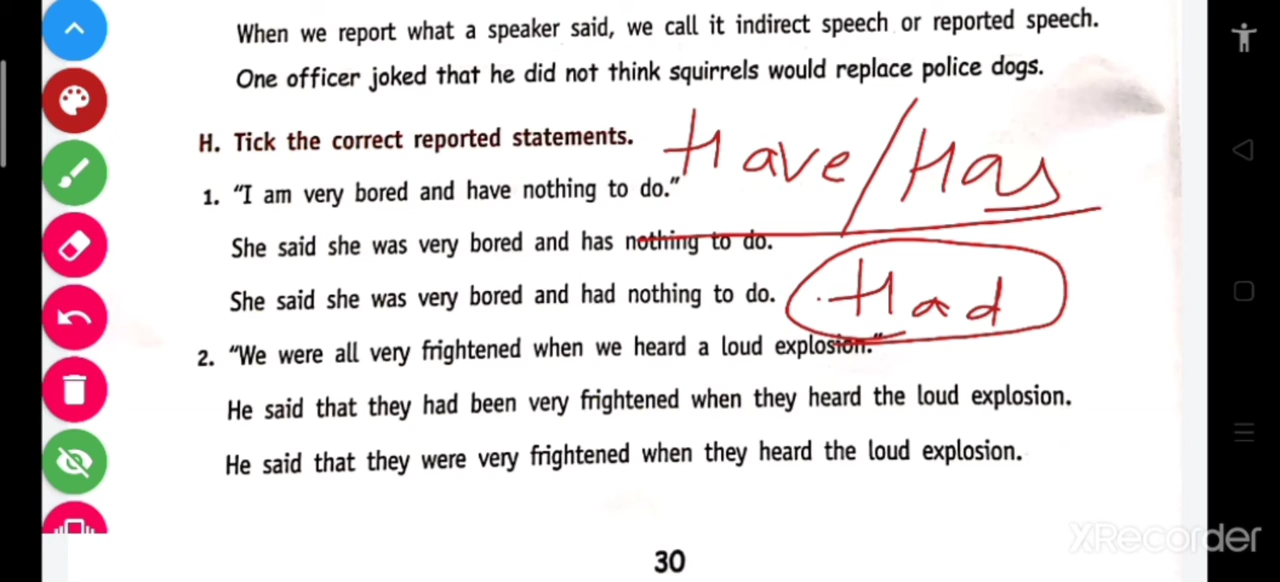 When we report what a speaker said, we call it indirect speech or reported speech.
One officer joked that he did not think squirrels would replace police dogs.
H. Tick the correct reported statements.
Have/Has
1. "I am very bored and have nothing to do."
She said she was very bored and has nothing to do.
She said she was very bored and had nothing to do.
Had
2. "We were all very frightened when we heard a loud explosion."
He said that they had been very frightened when they heard the loud explosion.
He said that they were very frightened when they heard the loud explosion.
30
XRecorder